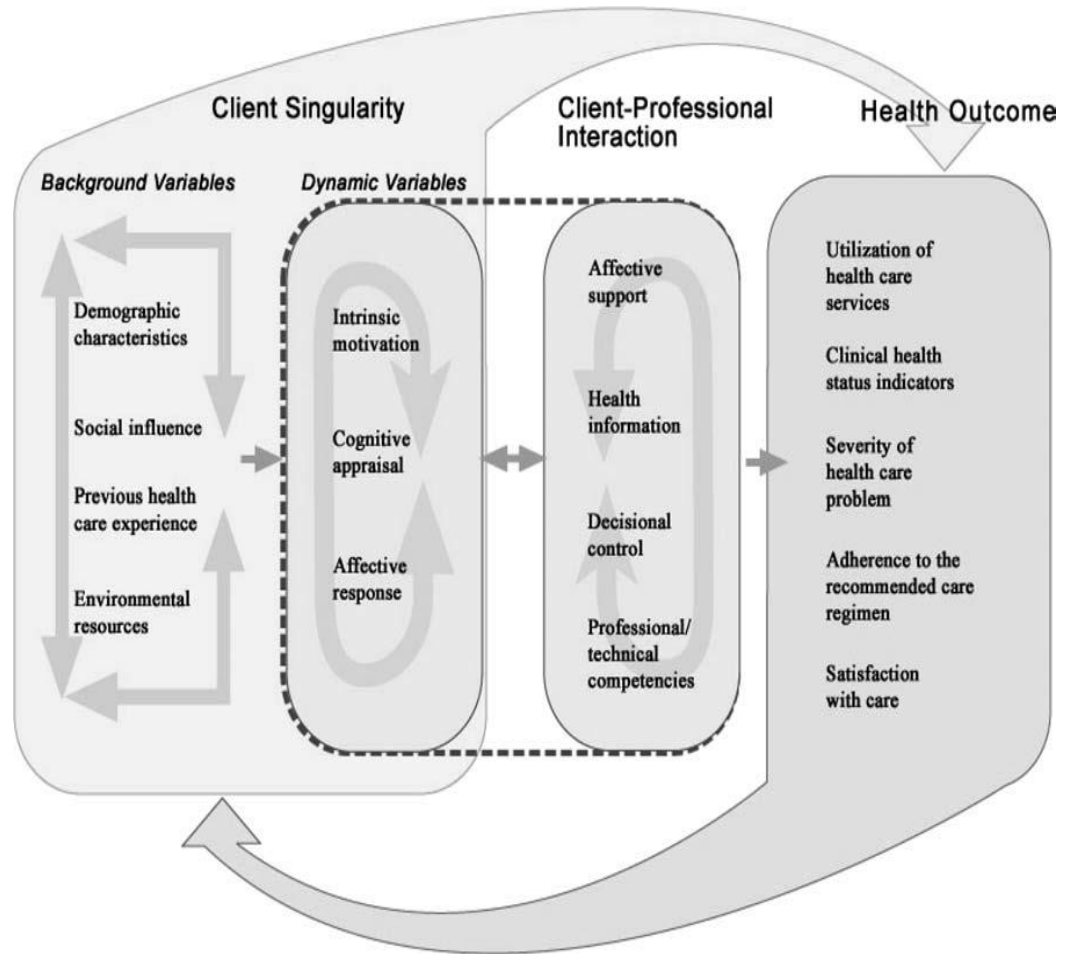 Client Singularity
Client-Professional
Interaction
Health Outcome
Background Variables
Dynamic Variables
Demographic
characteristics
Social influence
Previous health
care experience
Environmental
resources
Intrinsic
motivation
Cognitive
appraisal
Affective
response
Affective
support
Health
information
Decisional
control
Professional/
technical
competencies
Utilization of
health care
services
Clinical health
status indicators
Severity of
health care
problem
Adherence to the
recommended care
regimen
Satisfaction
with care